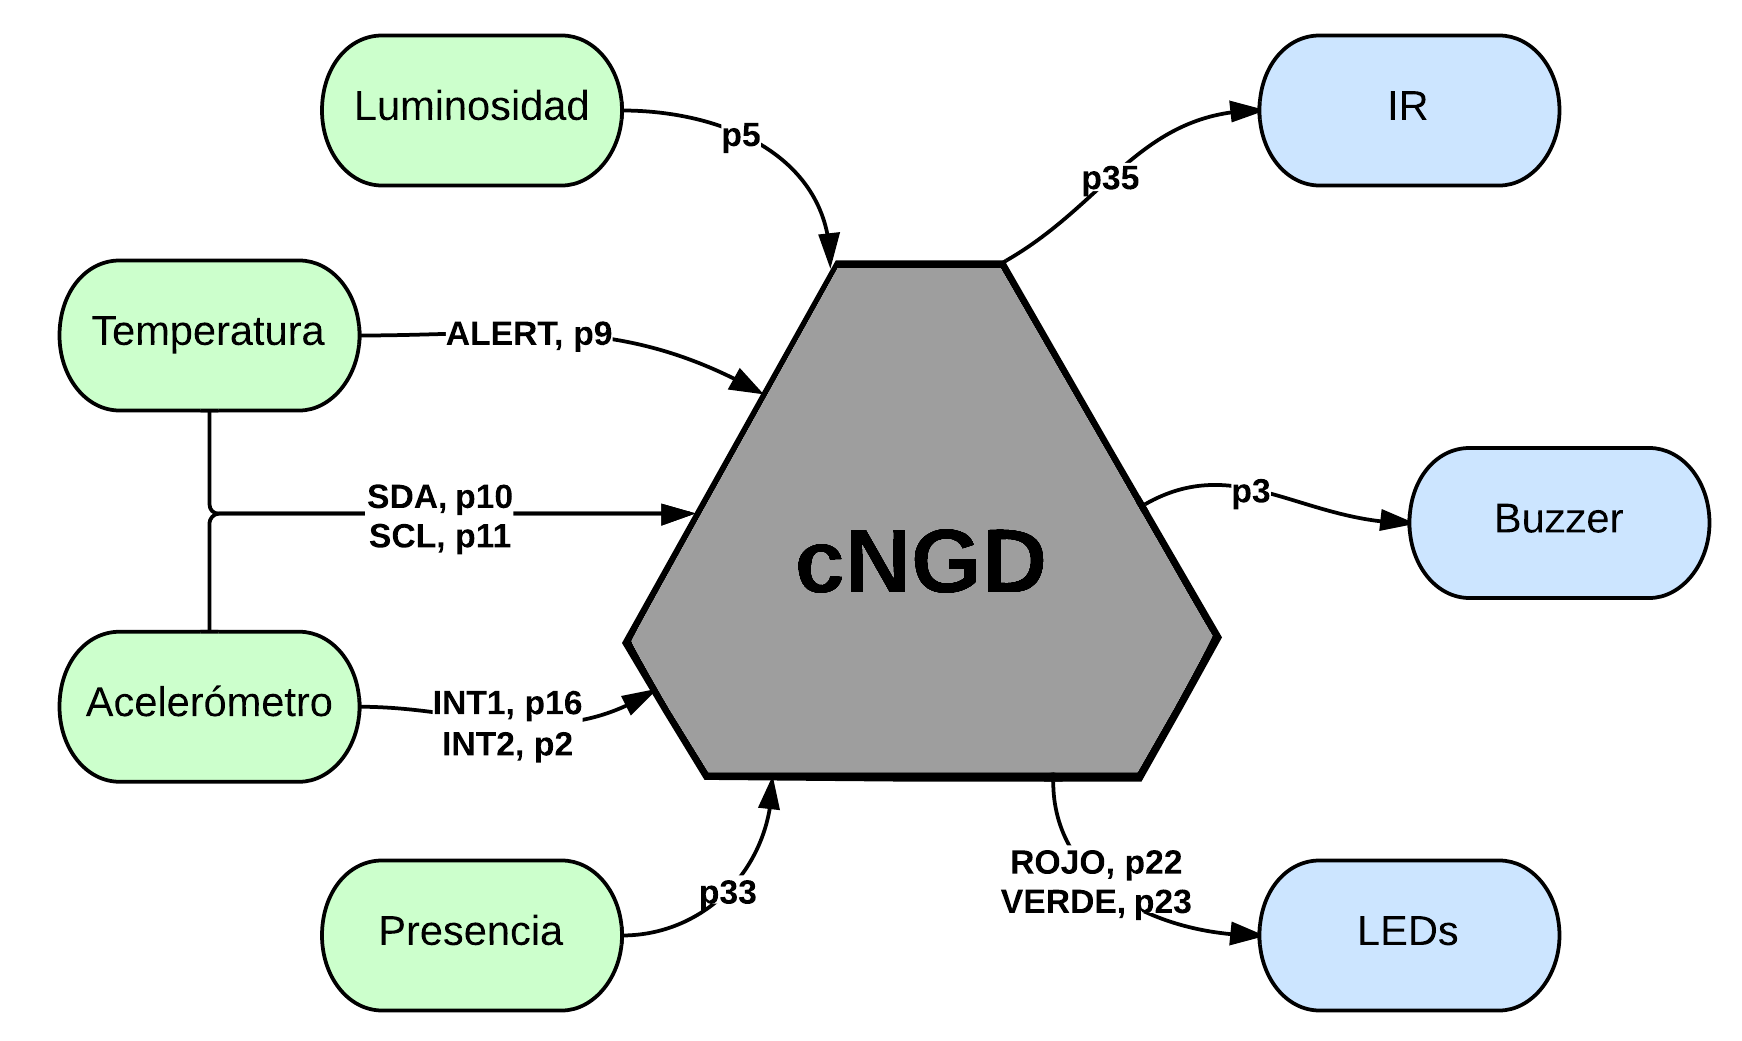 Luminosidad
p5
IR
p35
Temperatura
ALERT, p9
SDA, p10
SCL, p11
p3
Buzzer
cNGD
Acelerómetro
INT1, p16
INT2, p2
p33
Presencia
ROJO, p22
VERDE, p23
LEDs